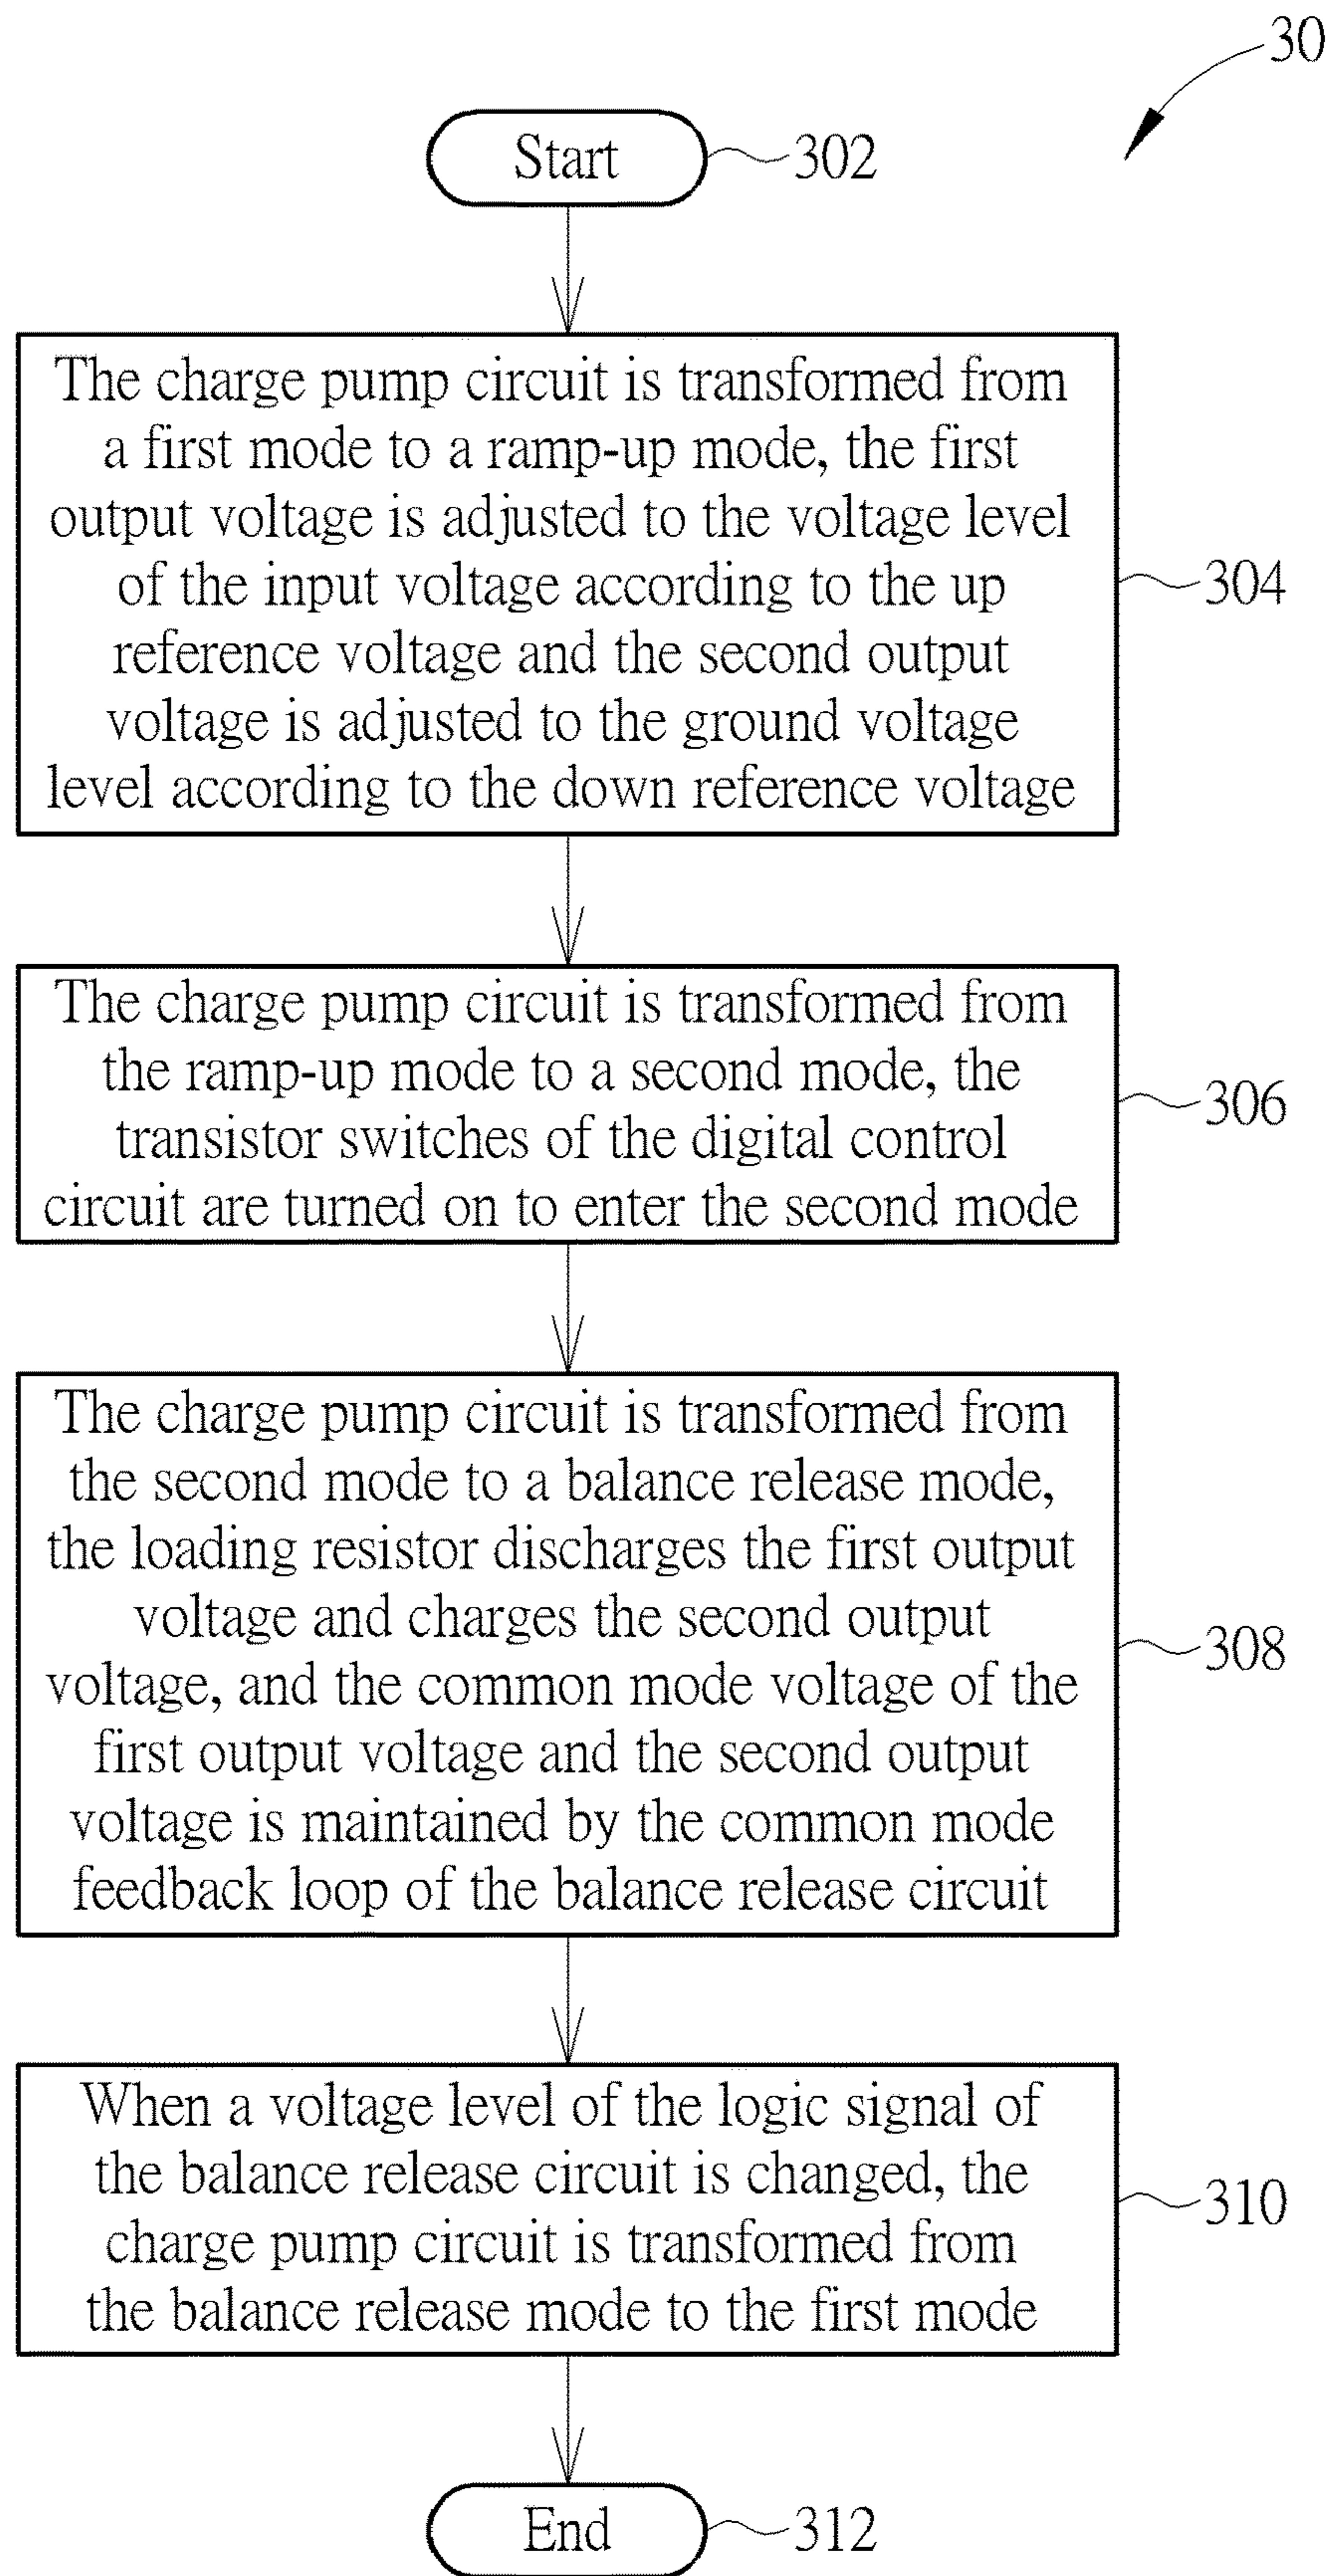 30
Start
302
The charge pump circuit is transformed from
a first mode to a ramp-up mode, the first
output voltage is adjusted to the voltage level
of the input voltage according to the up
reference voltage and the second output
voltage is adjusted to the ground voltage
level according to the down reference voltage
304
The charge pump circuit is transformed from
the ramp-up mode to a second mode, the
transistor switches of the digital control
circuit are turned on to enter the second mode
306
The charge pump circuit is transformed from
the second mode to a balance release mode,
the loading resistor discharges the first output
voltage and charges the second output
voltage, and the common mode voltage of the
first output voltage and the second output
voltage is maintained by the common mode
feedback loop of the balance release circuit
308
When a voltage level of the logic signal of
the balance release circuit is changed, the
charge pump circuit is transformed from
the balance release mode to the first mode
310
End
312